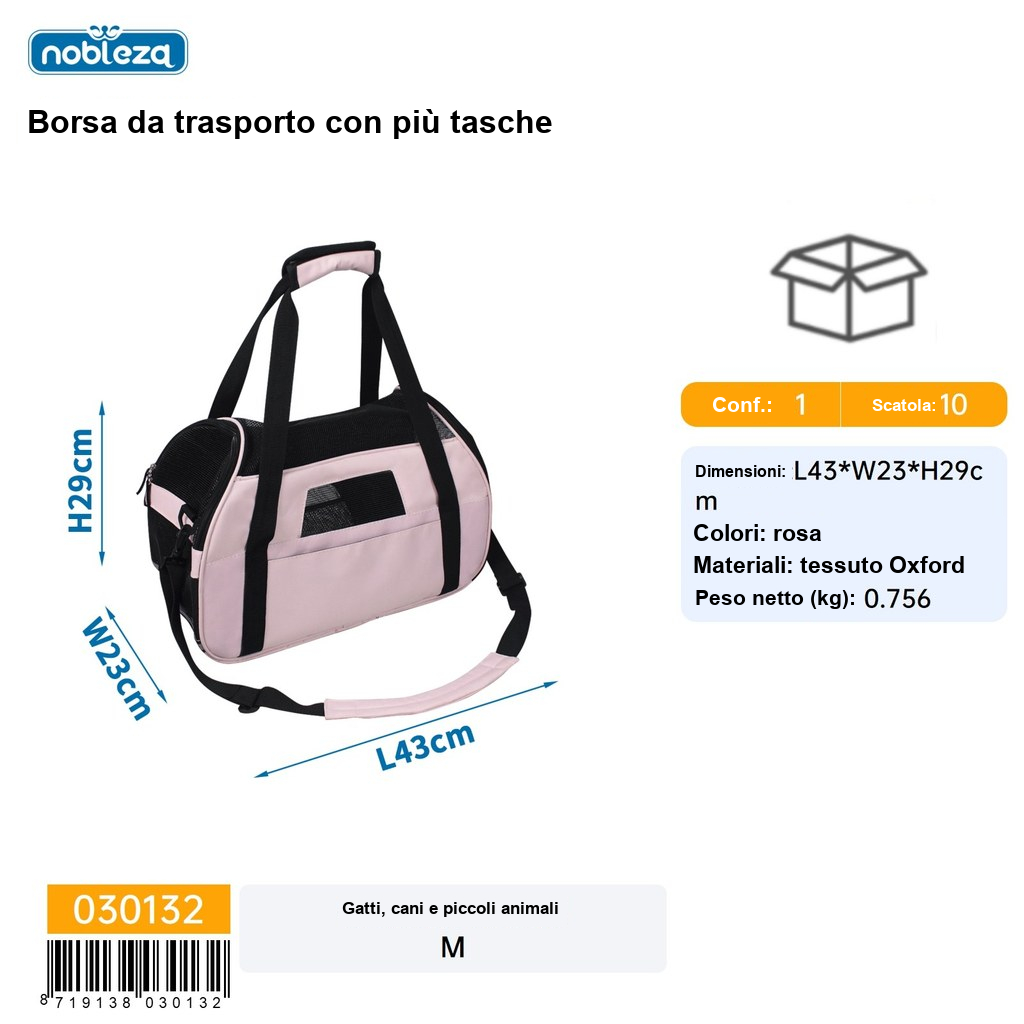 nobleza
Borsa da trasporto con più tasche
Conf.: 1
Scatola: 10
H29cm
Dimensioni: L43*W23*H29c
m
Colori: rosa
Materiali: tessuto Oxford
Peso netto (kg): 0.756
W23cm
L43cm
030132
Gatti, cani e piccoli animali
M
8 719138 030132